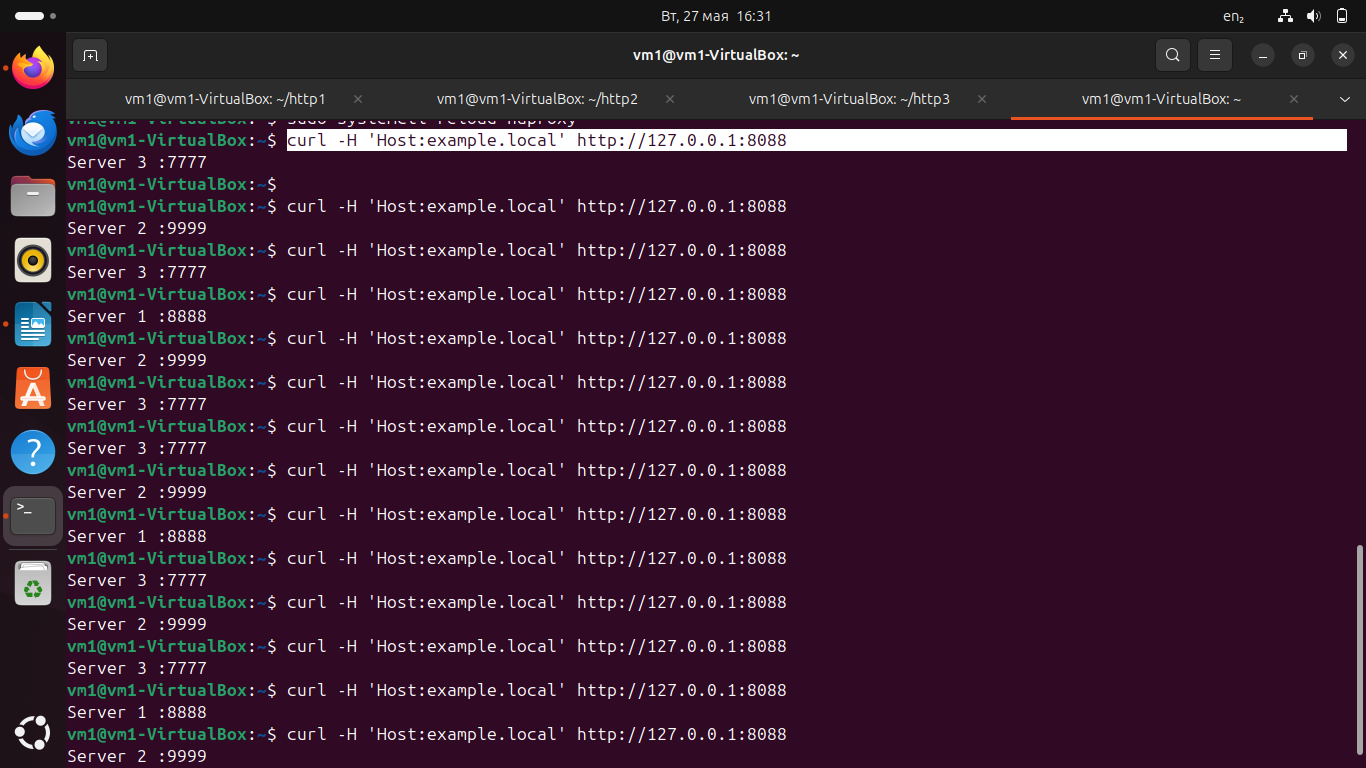 Вт, 27 мая 16:31
en₂
vm1@vm1-VirtualBox: ~
vm1@vm1-VirtualBox: ~/http1
vm1@vm1-VirtualBox: ~/http2
vm1@vm1-VirtualBox: ~/http3
vm1@vm1-VirtualBox: ~
vm1@vm1-VirtualBox:~$ sudo systemctl reload haproxy
vm1@vm1-VirtualBox:~$ curl -H 'Host:example.local' http://127.0.0.1:8088
Server 3 :7777
vm1@vm1-VirtualBox:~$
vm1@vm1-VirtualBox:~$ curl -H 'Host:example.local' http://127.0.0.1:8088
Server 2 :9999
vm1@vm1-VirtualBox:~$ curl -H 'Host:example.local' http://127.0.0.1:8088
Server 3 :7777
vm1@vm1-VirtualBox:~$ curl -H 'Host:example.local' http://127.0.0.1:8088
Server 1 :8888
vm1@vm1-VirtualBox:~$ curl -H 'Host:example.local' http://127.0.0.1:8088
Server 2 :9999
vm1@vm1-VirtualBox:~$ curl -H 'Host:example.local' http://127.0.0.1:8088
Server 3 :7777
vm1@vm1-VirtualBox:~$ curl -H 'Host:example.local' http://127.0.0.1:8088
Server 3 :7777
vm1@vm1-VirtualBox:~$ curl -H 'Host:example.local' http://127.0.0.1:8088
Server 2 :9999
vm1@vm1-VirtualBox:~$ curl -H 'Host:example.local' http://127.0.0.1:8088
Server 1 :8888
vm1@vm1-VirtualBox:~$ curl -H 'Host:example.local' http://127.0.0.1:8088
Server 3 :7777
vm1@vm1-VirtualBox:~$ curl -H 'Host:example.local' http://127.0.0.1:8088
Server 2 :9999
vm1@vm1-VirtualBox:~$ curl -H 'Host:example.local' http://127.0.0.1:8088
Server 3 :7777
vm1@vm1-VirtualBox:~$ curl -H 'Host:example.local' http://127.0.0.1:8088
Server 1 :8888
vm1@vm1-VirtualBox:~$ curl -H 'Host:example.local' http://127.0.0.1:8088
Server 2 :9999